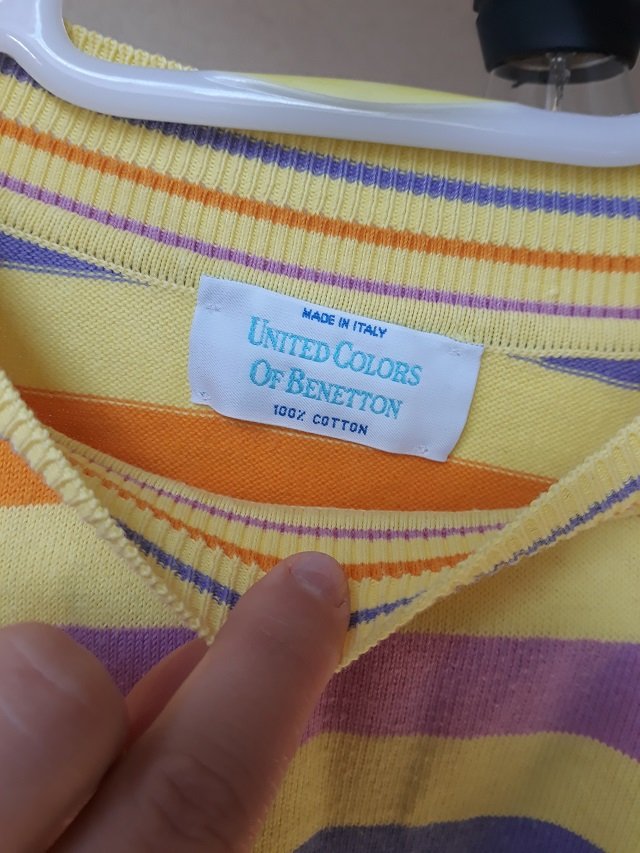 MADE IN ITALY
UNITED COLORS
OF BENETTON
100% COTTON